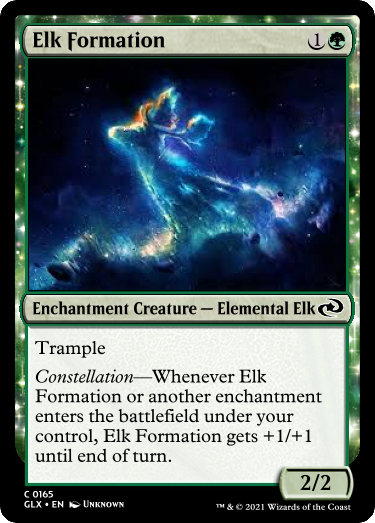 Elk Formation 1
Enchantment Creature — Elemental Elk
Trample
Constellation—Whenever Elk
Formation or another enchantment
enters the battlefield under your
control, Elk Formation gets +1/+1
until end of turn.
2/2
C 0165
GLX • EN Unknown
™ & © 2021 Wizards of the Coast